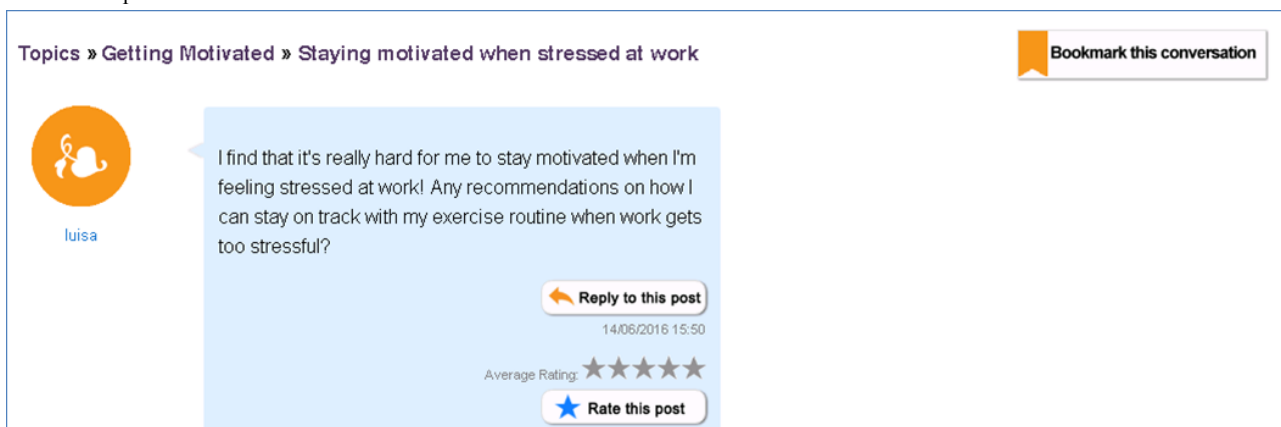 Topics » Getting Motivated » Staying motivated when stressed at work
Bookmark this conversation
I find that it's really hard for me to stay motivated when I'm
feeling stressed at work! Any recommendations on how I
can stay on track with my exercise routine when work gets
too stressful?
luisa
Reply to this post
14/06/2016 15:50
Average Rating:
Rate this post